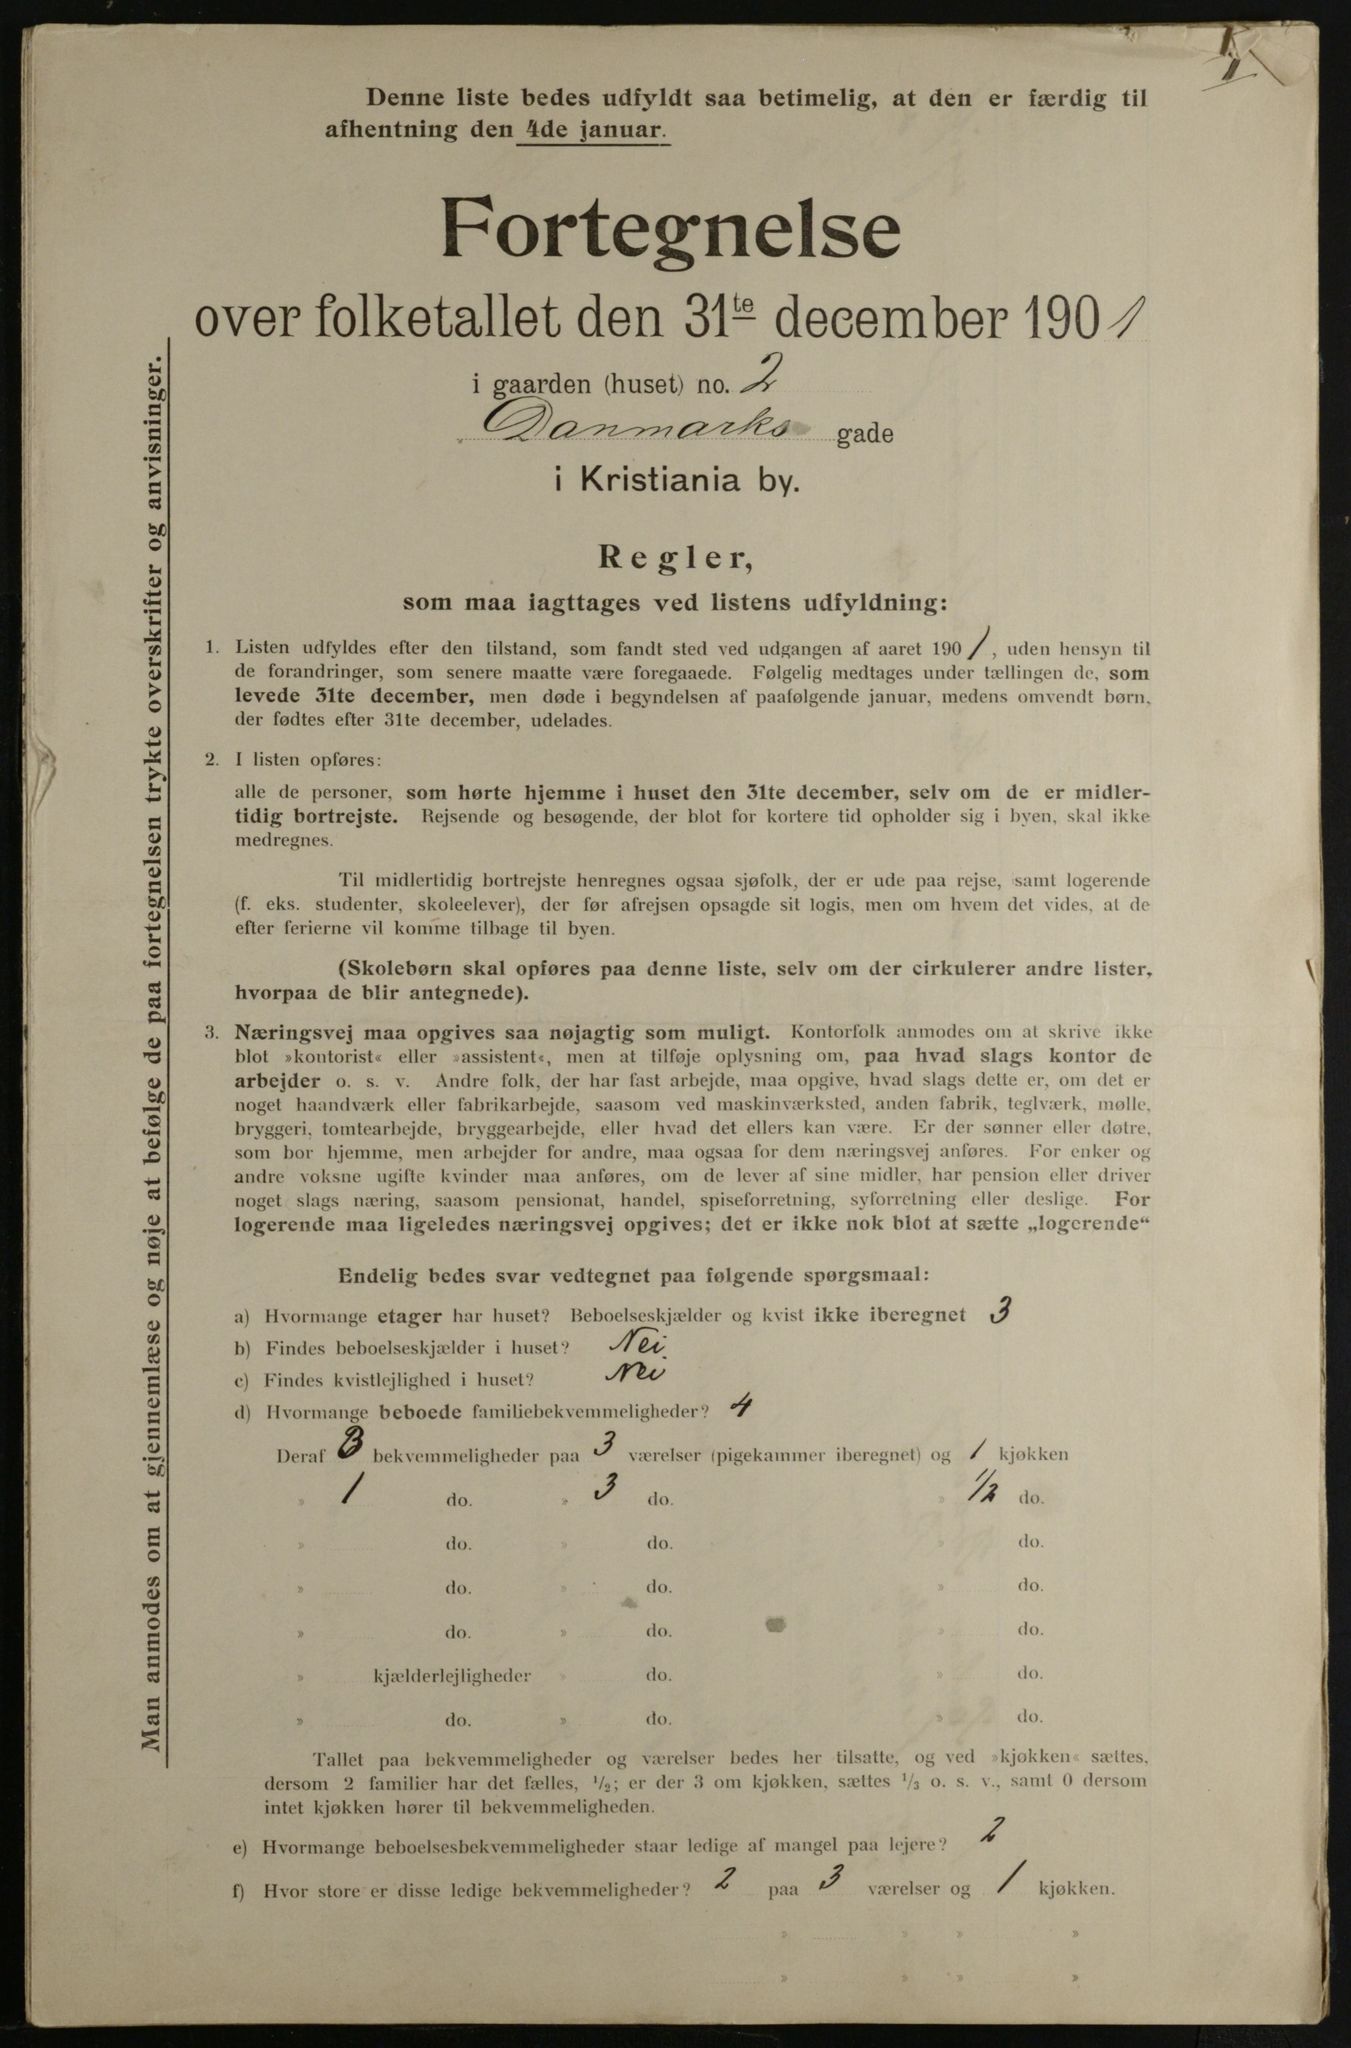 Denne liste bedes udfyldt saa betimelig, at den er færdig til
afhentning den 4de januar.
Fortegnelse
over folketallet den 31te december 1901
i gaarden (huset) no. 2
Danmarks gade
i Kristiania by.
Regler,
som maa iagttages ved listens udfyldning:
1. Listen udfyldes efter den tilstand, som fandt sted ved udgangen af aaret 1901, uden hensyn til
de forandringer, som senere maatte være foregaaede. Følgelig medtages under tællingen de, som
levede 31te december, men døde i begyndelsen af paafølgende januar, medens omvendt børn,
der fødtes efter 31te december, udelades.
2. I listen opføres:
alle de personer, som hørte hjemme i huset den 31te december, selv om de er midler-
tidig bortrejste. Rejsende og besøgende, der blot for kortere tid opholder sig i byen, skal ikke
medregnes.
Til midlertidig bortrejste henregnes ogsaa sjøfolk, der er ude paa rejse, samt logerende
(f. eks. studenter, skoleelever), der før afrejsen opsagde sit logis, men om hvem det vides, at de
efter ferierne vil komme tilbage til byen.
(Skolebørn skal opføres paa denne liste, selv om der cirkulerer andre lister,
hvorpaa de blir antegnede).
3. Næringsvej maa opgives saa nøjagtig som muligt. Kontorfolk anmodes om at skrive ikke
blot »kontorist« eller »assistent«, men at tilføje oplysning om, paa hvad slags kontor de
arbejder o. s. v. Andre folk, der har fast arbejde, maa opgive, hvad slags dette er, om det er
noget haandværk eller fabrikarbejde, saasom ved maskinværksted, anden fabrik, teglværk, mølle,
bryggeri, tomtearbejde, bryggearbejde, eller hvad det ellers kan være. Er der sønner eller døtre,
som bor hjemme, men arbejder for andre, maa ogsaa for dem næringsvej anføres. For enker og
andre voksne ugifte kvinder maa anføres, om de lever af sine midler, har pension eller driver
noget slags næring, saasom pensionat, handel, spiseforretning, syforretning eller deslige. For
logerende maa ligeledes næringsvej opgives; det er ikke nok blot at sætte „logerende“
Endelig bedes svar vedtegnet paa følgende spørgsmaal:
a) Hvormange etager har huset? Beboelseskjælder og kvist ikke iberegnet 3
b) Findes beboelseskjælder i huset? Nei
c) Findes kvistlejlighed i huset? Nei
d) Hvormange beboede familiebekvemmeligheder? 4
Deraf 3 bekvemmeligheder paa 3 værelser (pigekammer iberegnet) og 1 kjøkken
» 1 do. » 3 do. » 1/2 do.
» do. » do. » do.
» do. » do. » do.
» do. » do. » do.
» kjælderlejligheder » do. » do.
» do. » do. » do.
Tallet paa bekvemmeligheder og værelser bedes her tilsatte, og ved »kjøkken« sættes,
dersom 2 familier har det fælles, 1/2; er der 3 om kjøkken, sættes 1/3 o. s. v., samt 0 dersom
intet kjøkken hører til bekvemmeligheden.
e) Hvormange beboelsesbekvemmeligheder staar ledige af mangel paa lejere? 2
f) Hvor store er disse ledige bekvemmeligheder? 2 paa 3 værelser og 1 kjøkken.
» » » »
» » » »
Man anmodes om at gjennemlæse og nøje at befølge de paa fortegnelsen trykte overskrifter og anvisninger.